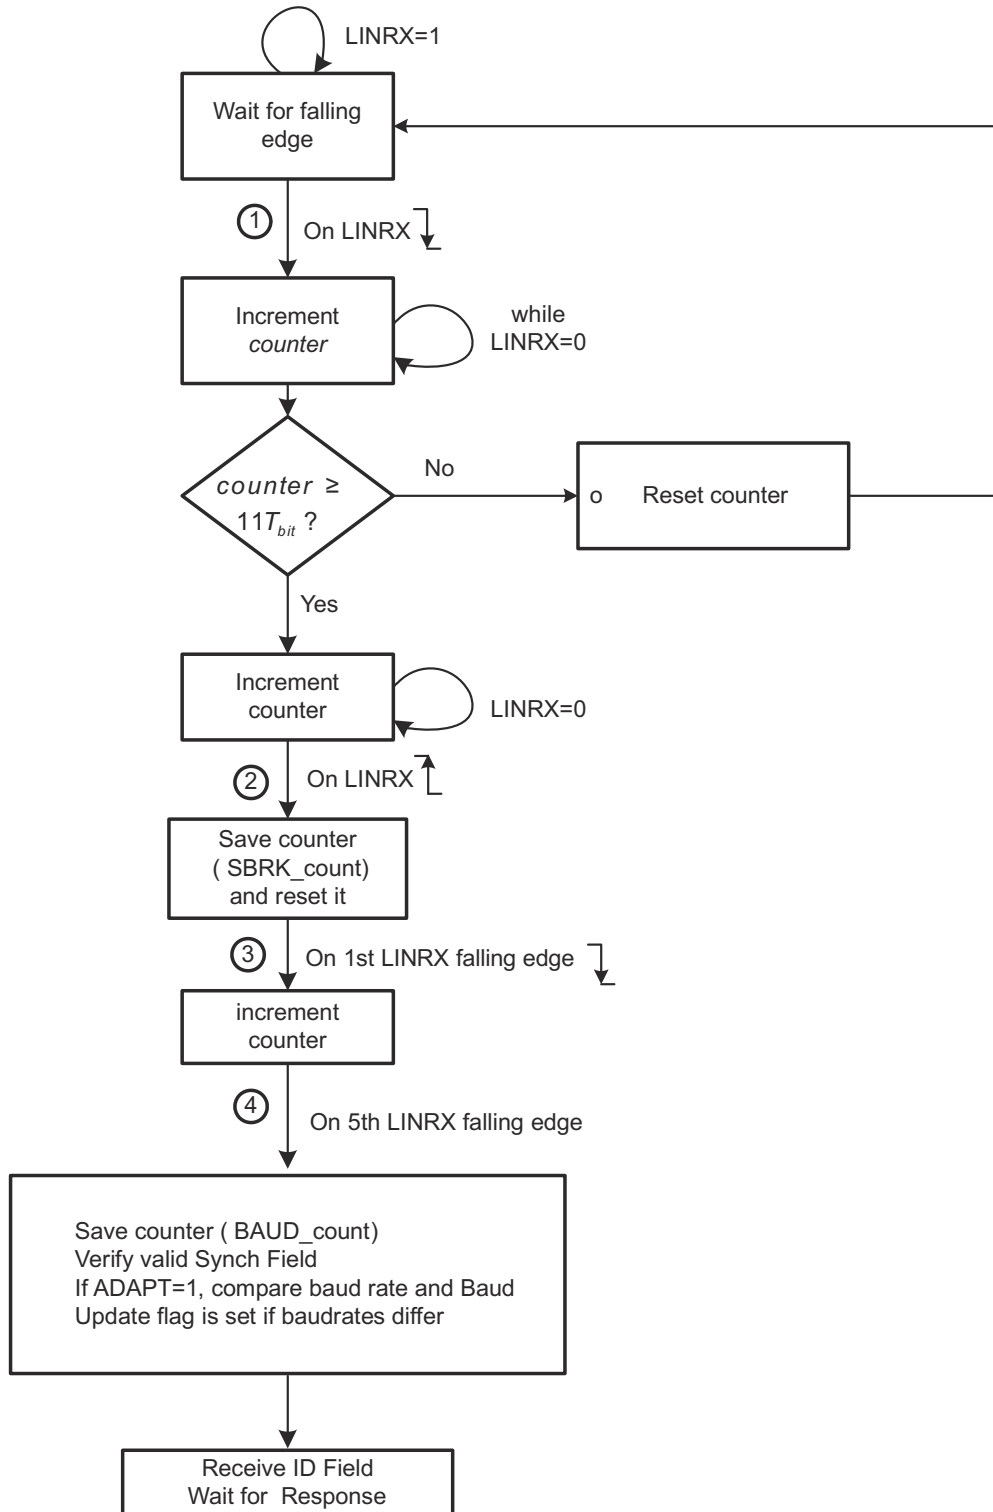 LINRX=1
Wait for falling
edge
1
On LINRX
Increment
counter
while
LINRX=0
counter ≥
11Tbit ?
No
o Reset counter
Yes
Increment
counter
LINRX=0
2
On LINRX
Save counter
( SBRK_count)
and reset it
3
On 1st LINRX falling edge
increment
counter
4
On 5th LINRX falling edge
Save counter ( BAUD_count)
Verify valid Synch Field
If ADAPT=1, compare baud rate and Baud
Update flag is set if baudrates differ
Receive ID Field
Wait for Response